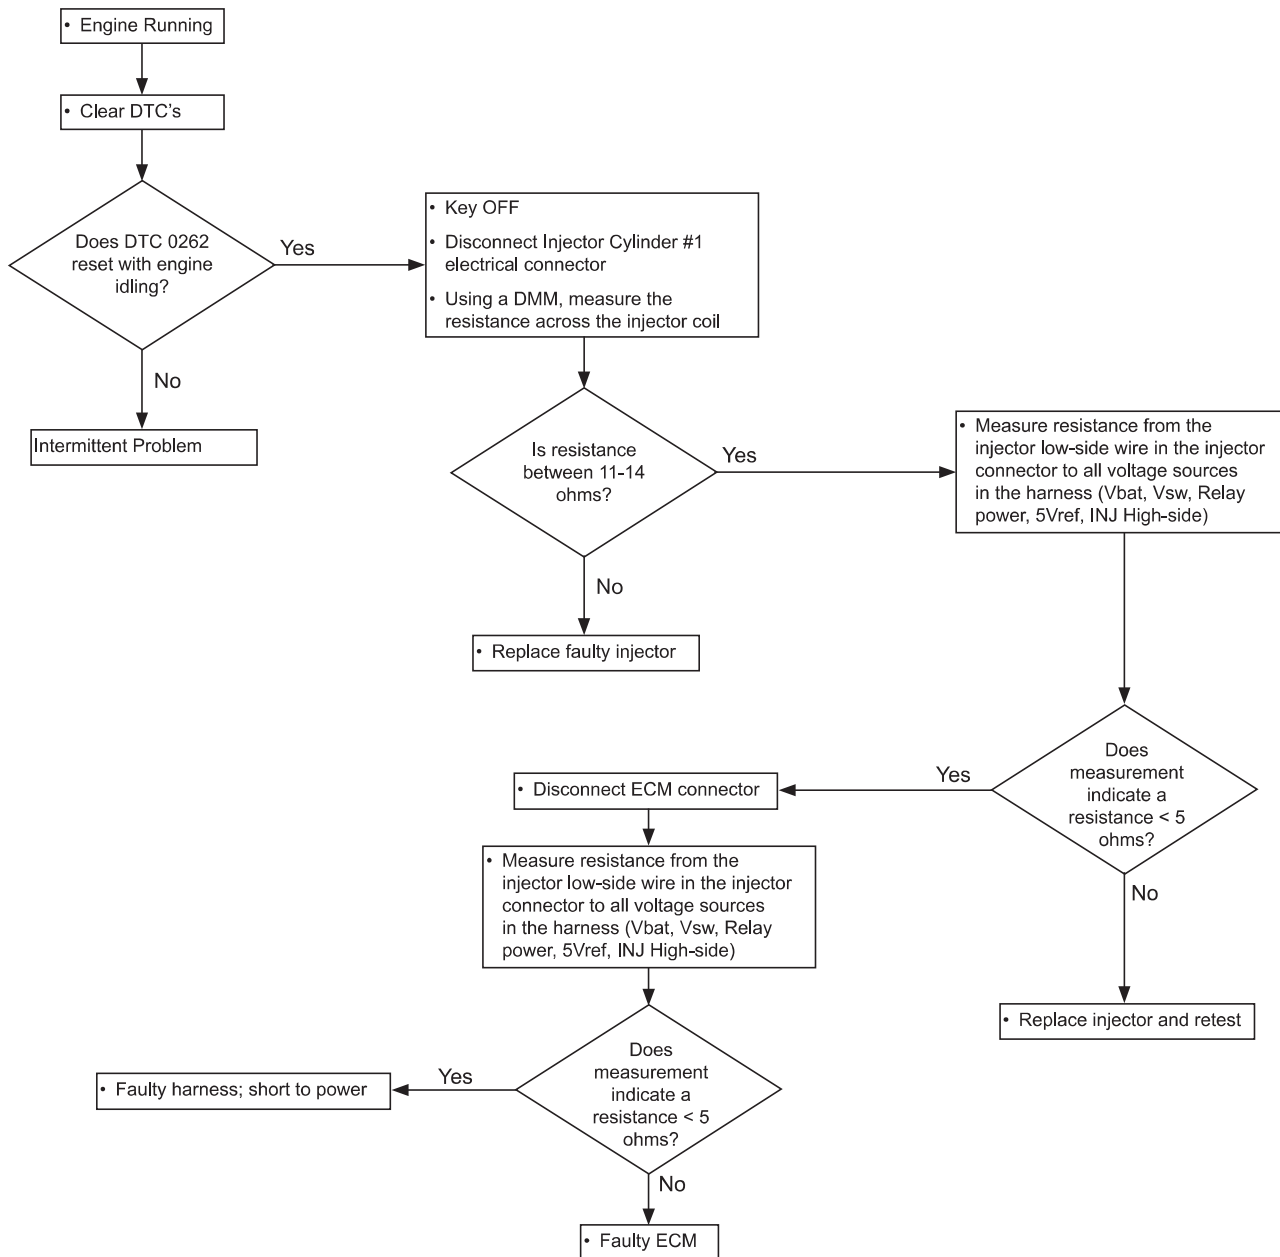 • Engine Running
• Clear DTC's
Does DTC 0262
reset with engine
idling?
Yes
No
Intermittent Problem
• Key OFF
• Disconnect Injector Cylinder #1
electrical connector
• Using a DMM, measure the
resistance across the injector coil
Is resistance
between 11-14
ohms?
Yes
No
• Replace faulty injector
• Measure resistance from the
injector low-side wire in the injector
connector to all voltage sources
in the harness (Vbat, Vsw, Relay
power, 5Vref, INJ High-side)
Does
measurement
indicate a
resistance < 5
ohms?
Yes
No
• Replace injector and retest
• Disconnect ECM connector
• Measure resistance from the
injector low-side wire in the injector
connector to all voltage sources
in the harness (Vbat, Vsw, Relay
power, 5Vref, INJ High-side)
Does
measurement
indicate a
resistance < 5
ohms?
Yes
• Faulty harness; short to power
No
• Faulty ECM